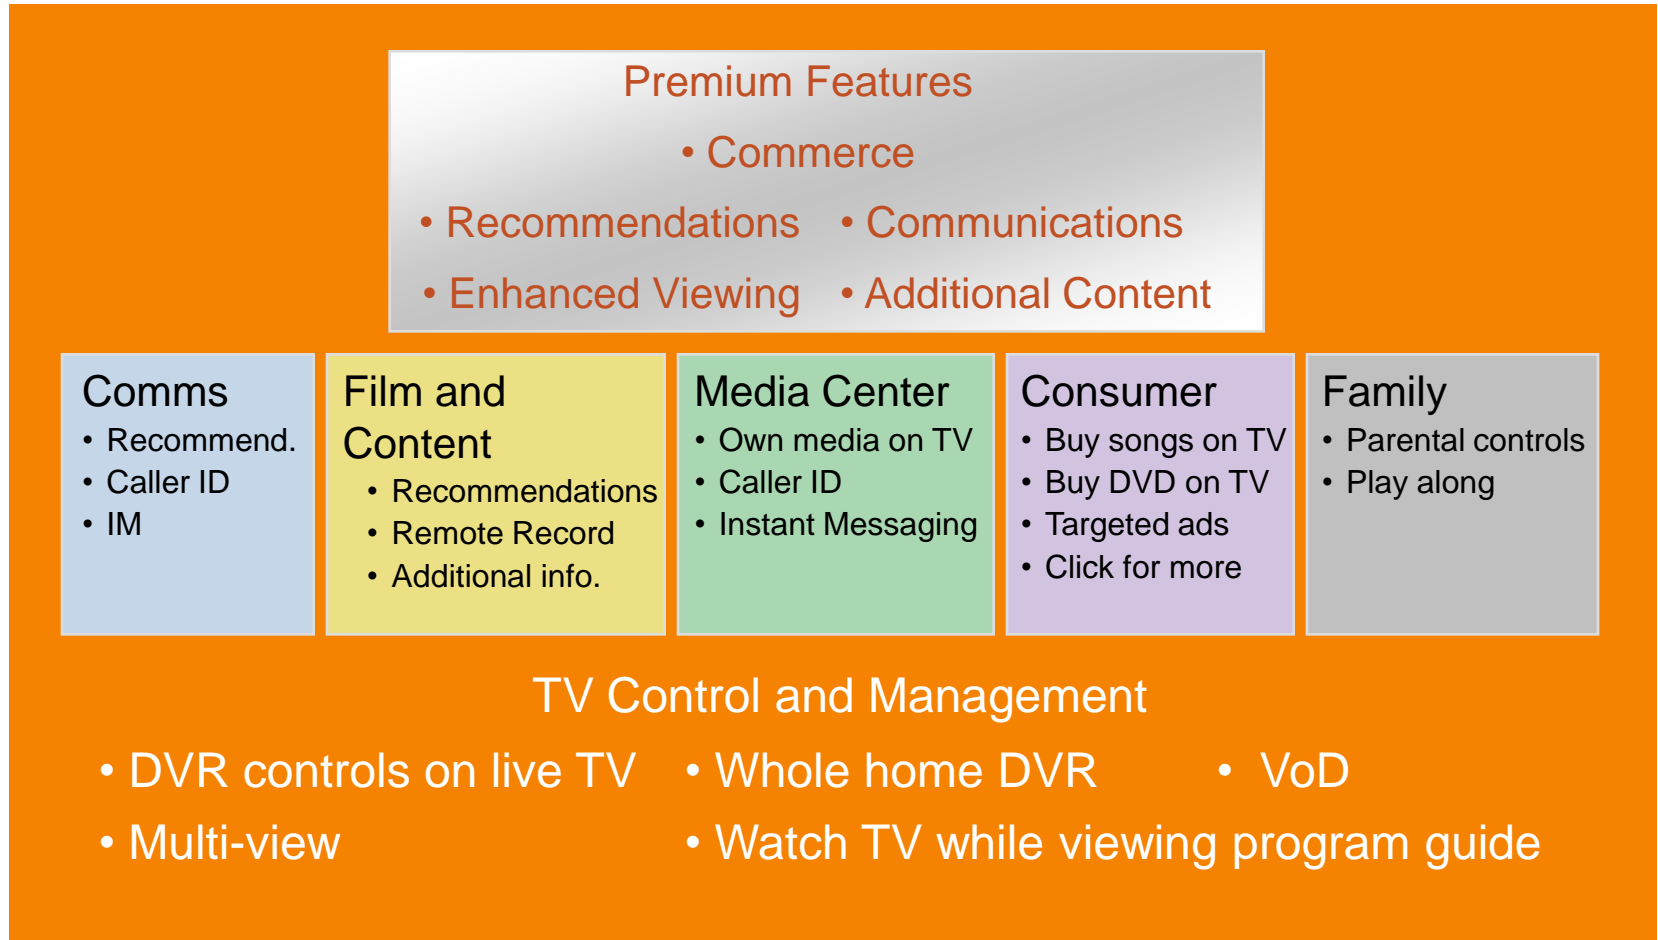 Premium Features
• Commerce
• Recommendations • Communications
• Enhanced Viewing • Additional Content
Comms
• Recommend.
• Caller ID
• IM
Film and
Content
• Recommendations
• Remote Record
• Additional info.
Media Center
• Own media on TV
• Caller ID
• Instant Messaging
Consumer
• Buy songs on TV
• Buy DVD on TV
• Targeted ads
• Click for more
Family
• Parental controls
• Play along
TV Control and Management
• DVR controls on live TV • Whole home DVR • VoD
• Multi-view • Watch TV while viewing program guide